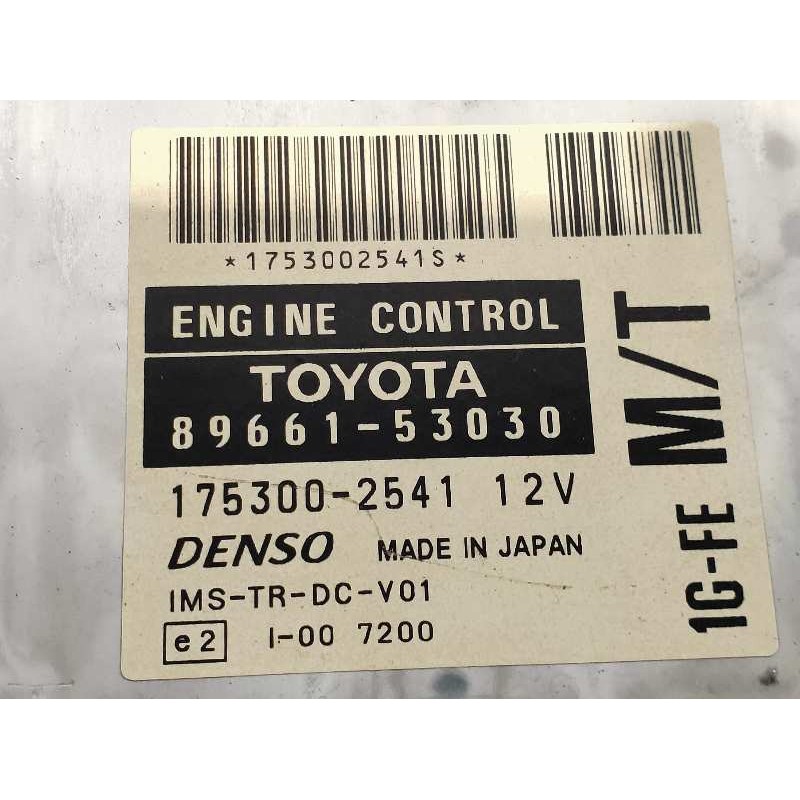 *1753002541S*
ENGINE CONTROL
TOYOTA
89661-53030
175300-2541 12V
DENSO MADE IN JAPAN
IMS-TR-DC-V01
e2 I-00 7200
M/T
1G-FE